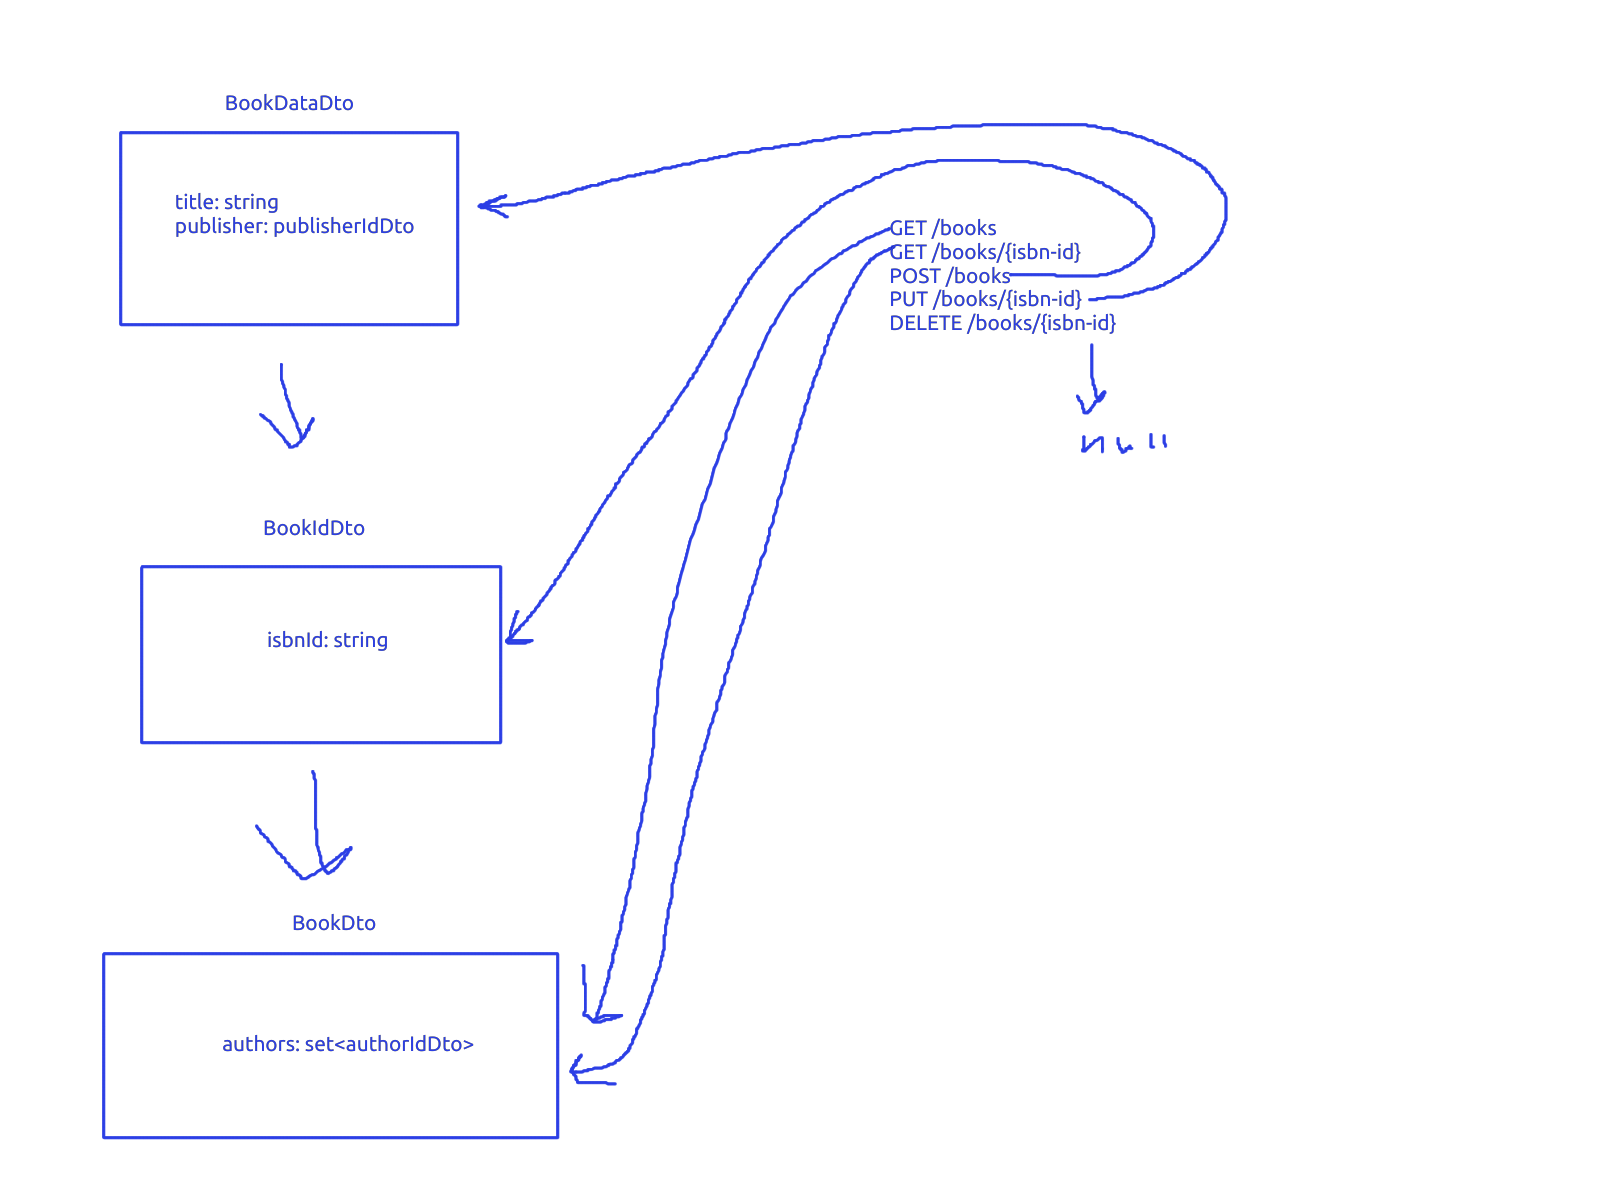 BookDataDto
title: string
publisher: publisherIdDto
GET /books
GET /books/{isbn-id}
POST /books
PUT /books/{isbn-id}
DELETE /books/{isbn-id}
null
BookIdDto
isbnId: string
BookDto
authors: set<authorIdDto>